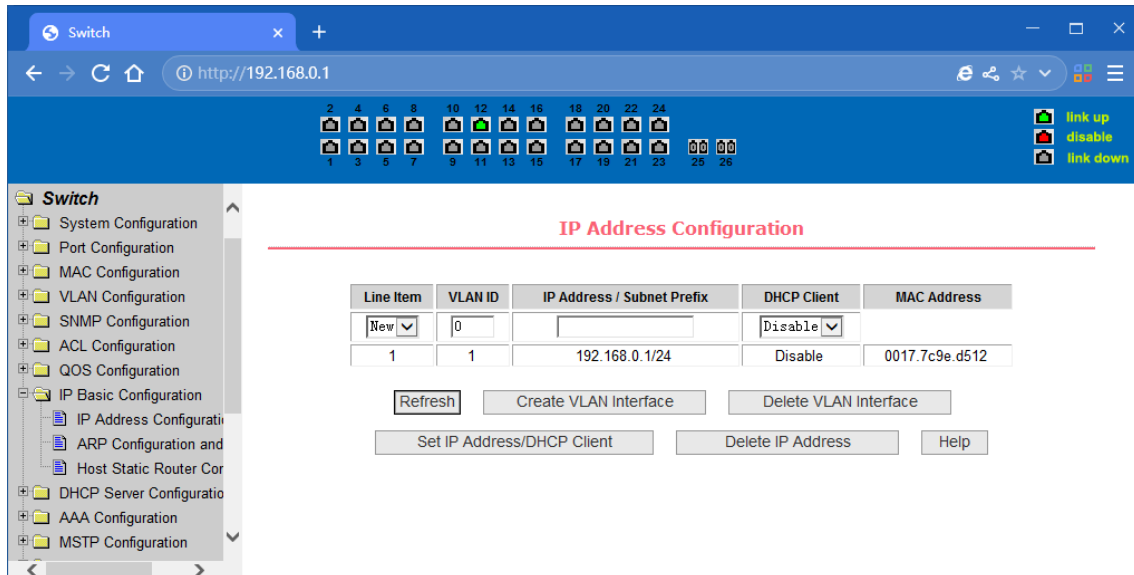 Switch
http://192.168.0.1
2 4 6 8 10 12 14 16 18 20 22 24
1 3 5 7 9 11 13 15 17 19 21 23 25 26
link up
disable
link down
Switch
System Configuration
Port Configuration
MAC Configuration
VLAN Configuration
SNMP Configuration
ACL Configuration
QOS Configuration
IP Basic Configuration
IP Address Configurati
ARP Configuration and
Host Static Router Cor
DHCP Server Configuratio
AAA Configuration
MSTP Configuration
IP Address Configuration
Line Item VLAN ID IP Address / Subnet Prefix DHCP Client MAC Address
New 0 Disable
1 1 192.168.0.1/24 Disable 0017.7c9e.d512
Refresh Create VLAN Interface Delete VLAN Interface
Set IP Address/DHCP Client Delete IP Address Help